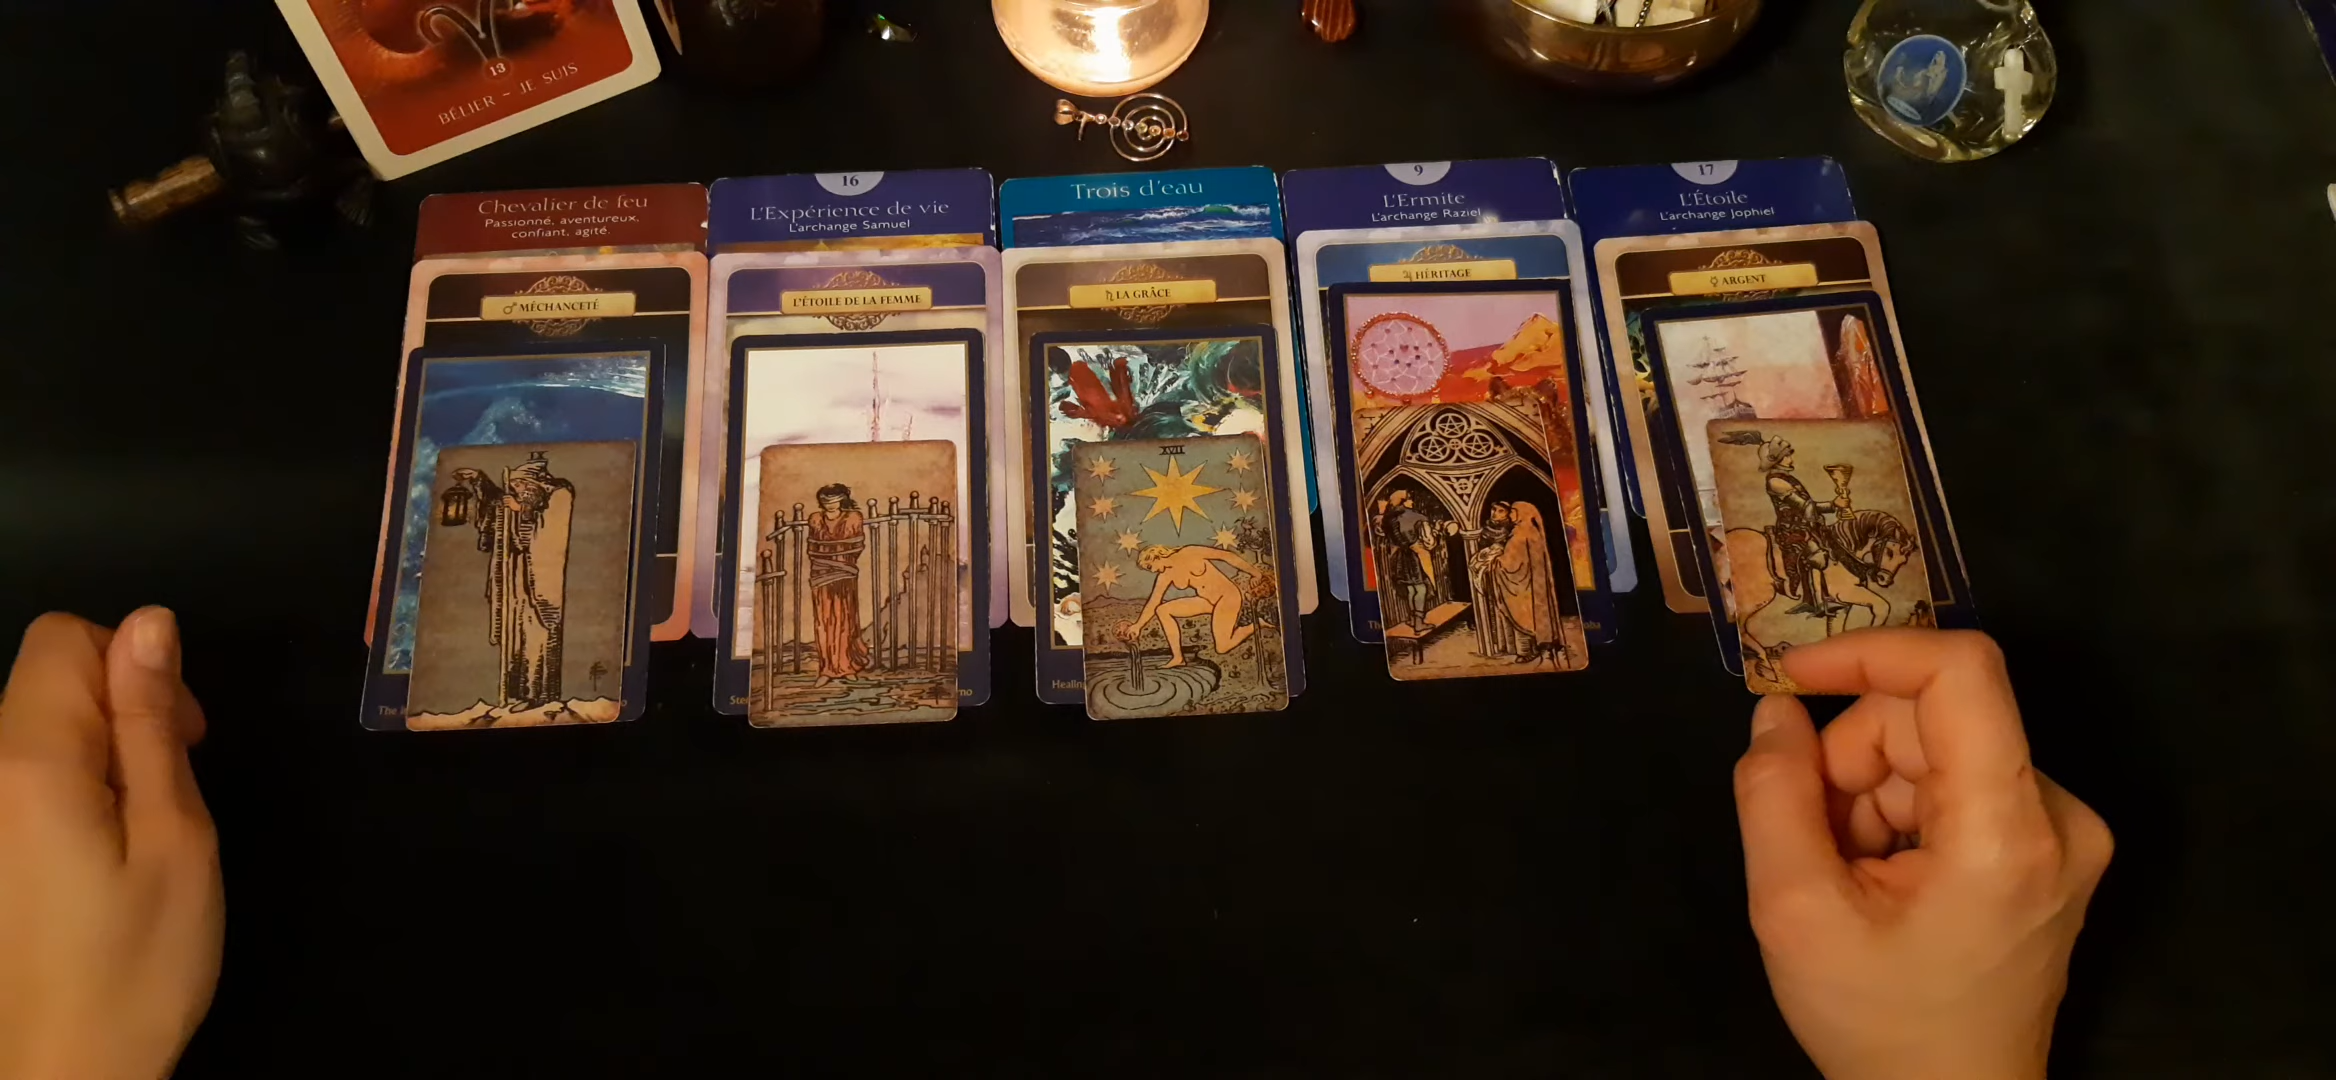 13
BÉLIER ~ JE SUIS
Chevalier de feu
Passionné, aventureux,
confiant, agité.
16
L'Expérience de vie
L'archange Samuel
Trois d'eau
9
L'Ermite
L'archange Raziel
17
L'Étoile
L'archange Jophiel
♂ MÉCHANCETÉ
L'ÉTOILE DE LA FEMME
♄ LA GRÂCE
♃ HÉRITAGE
☿ ARGENT
IX
XVII
The
Healing